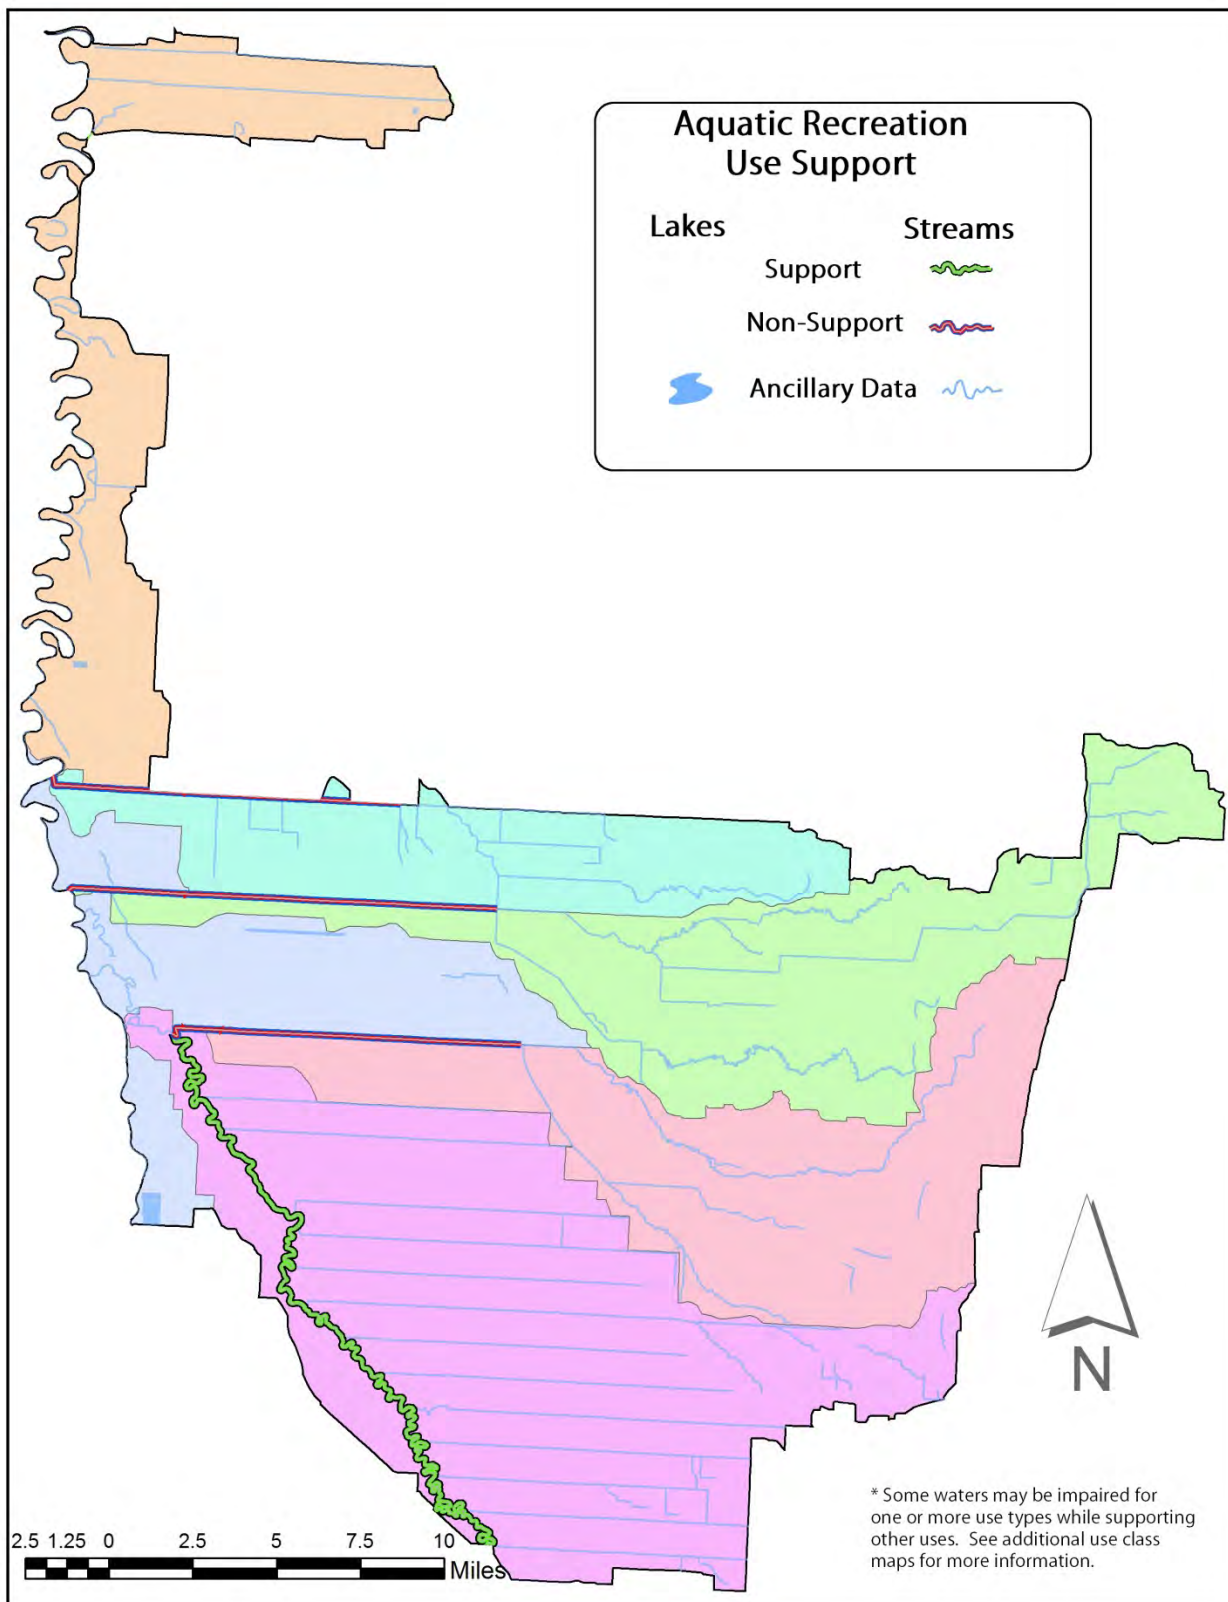 Aquatic Recreation
Use Support
Lakes Streams
Support
Non-Support
Ancillary Data
N
* Some waters may be impaired for
one or more use types while supporting
other uses. See additional use class
maps for more information.
2.5 1.25 0 2.5 5 7.5 10
Miles